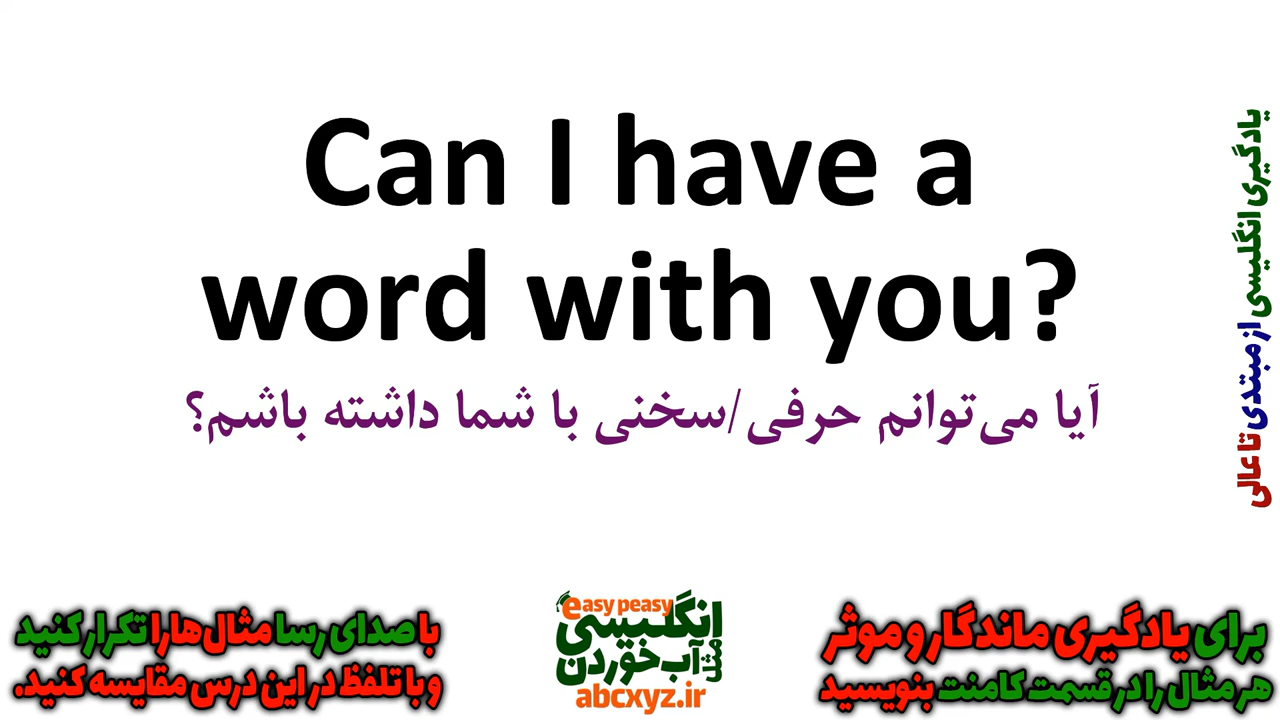 Can I have a
word with you?
آیا می‌توانم حرفی/سخنی با شما داشته باشم؟
یادگیری انگلیسی از مبتدی تا عالی
با صدای رسا مثال‌ها را تکرار کنید
و با تلفظ در این درس مقایسه کنید.
easy peasy
انگلیسی
مثل
آب خوردن
abcxyz.ir
برای یادگیری ماندگار و موثر
هر مثال را در قسمت کامنت بنویسید